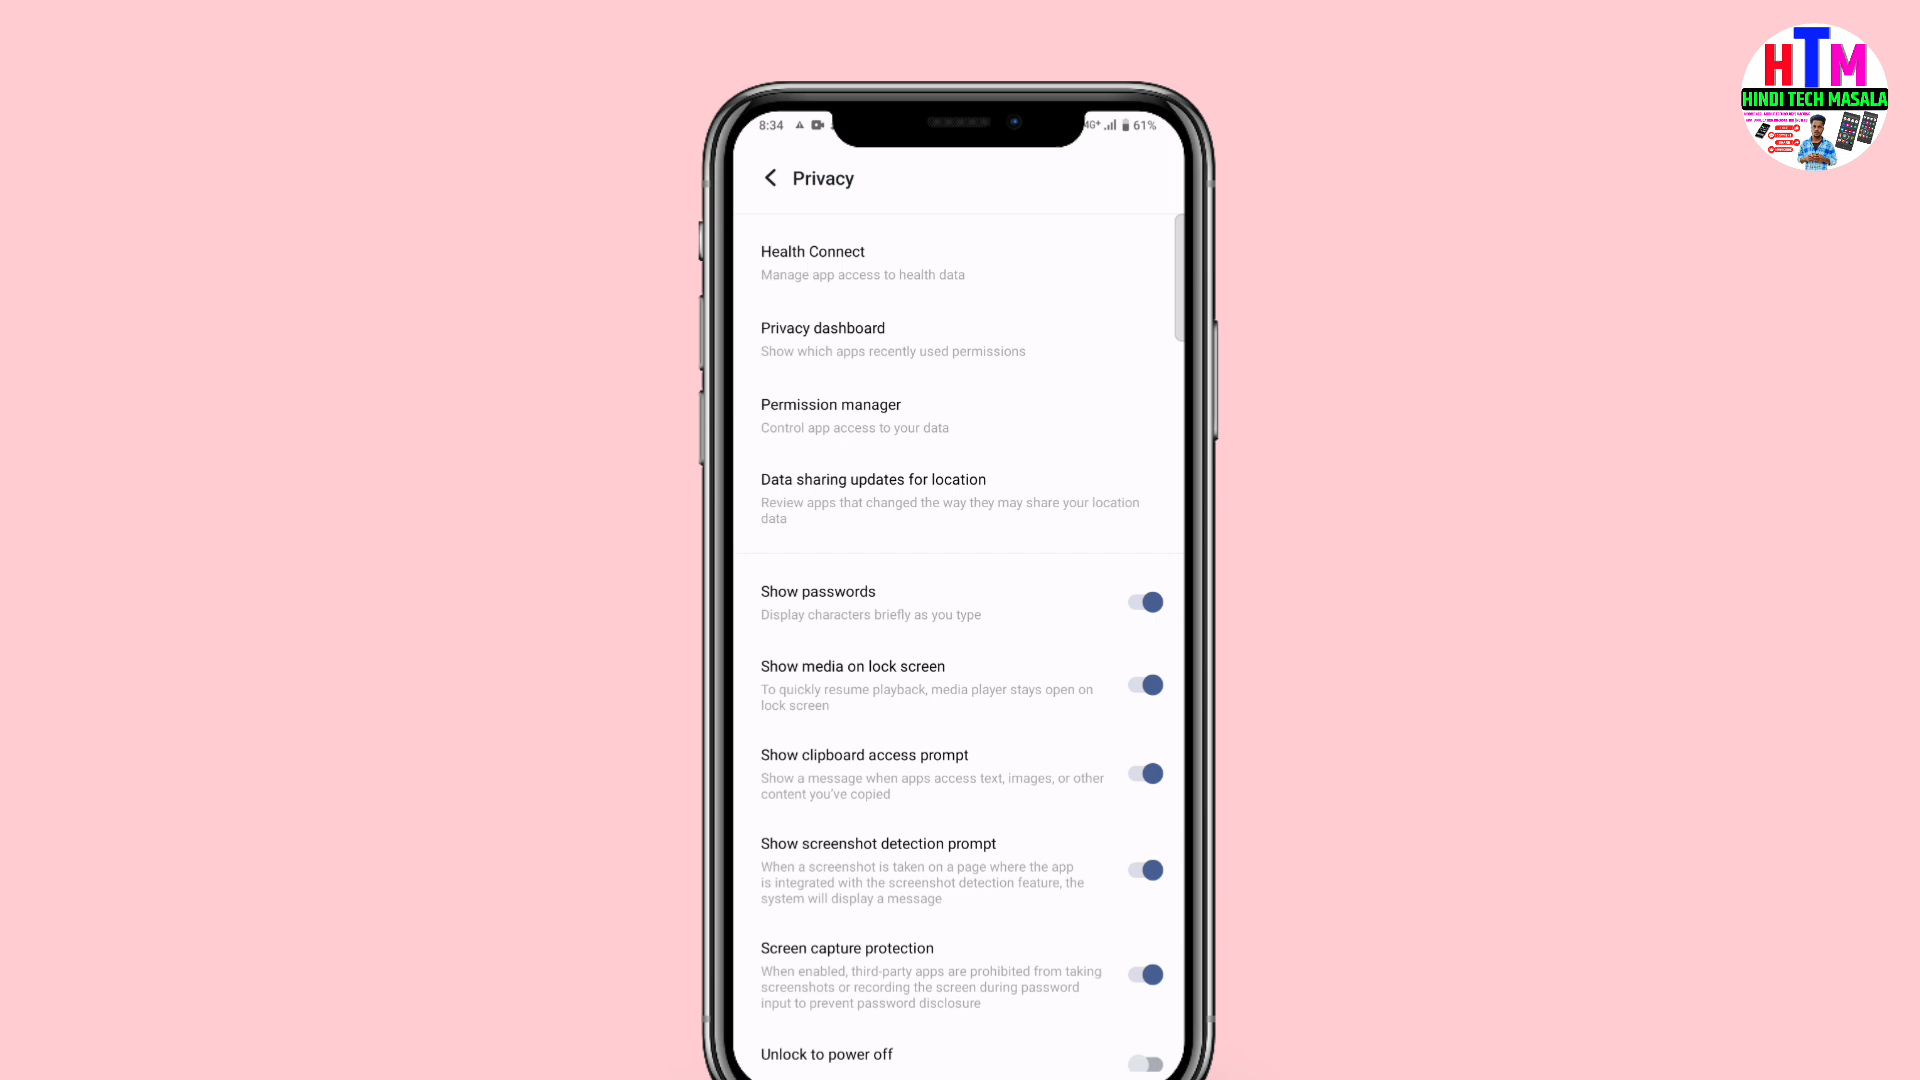 HTM
HINDI TECH MASALA
8:34
4G+ 61%
Privacy
Health Connect
Manage app access to health data
Privacy dashboard
Show which apps recently used permissions
Permission manager
Control app access to your data
Data sharing updates for location
Review apps that changed the way they may share your location
data
Show passwords
Display characters briefly as you type
Show media on lock screen
To quickly resume playback, media player stays open on
lock screen
Show clipboard access prompt
Show a message when apps access text, images, or other
content you've copied
Show screenshot detection prompt
When a screenshot is taken on a page where the app
is integrated with the screenshot detection feature, the
system will display a message
Screen capture protection
When enabled, third-party apps are prohibited from taking
screenshots or recording the screen during password
input to prevent password disclosure
Unlock to power off